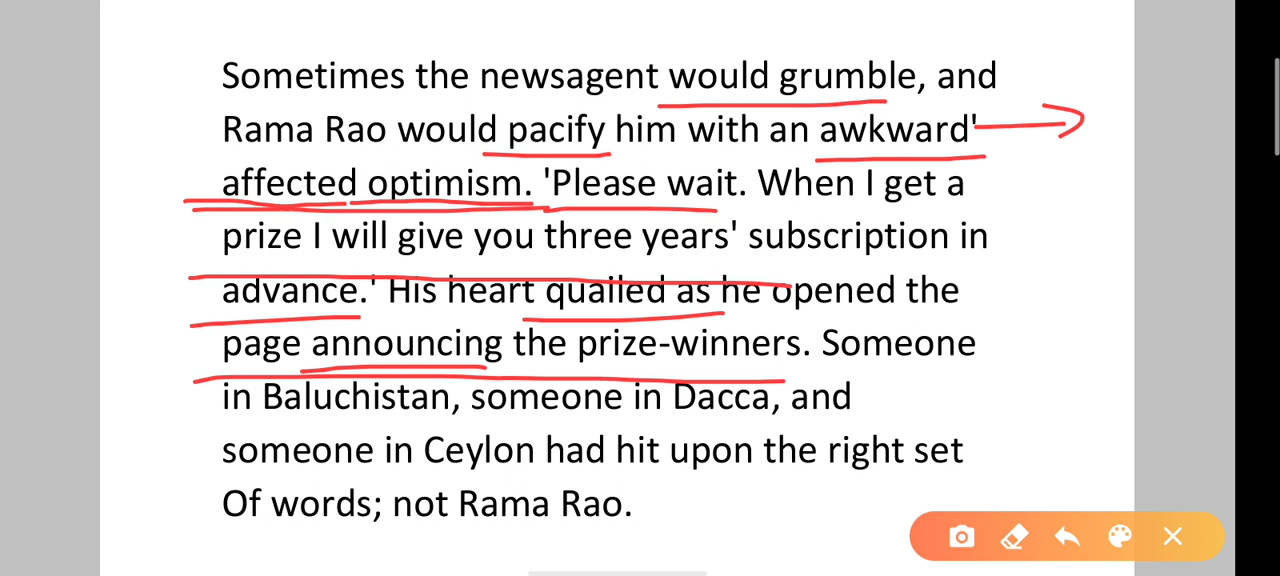 Sometimes the newsagent would grumble, and
Rama Rao would pacify him with an awkward'
affected optimism. 'Please wait. When I get a
prize I will give you three years' subscription in
advance.' His heart quailed as he opened the
page announcing the prize-winners. Someone
in Baluchistan, someone in Dacca, and
someone in Ceylon had hit upon the right set
Of words; not Rama Rao.